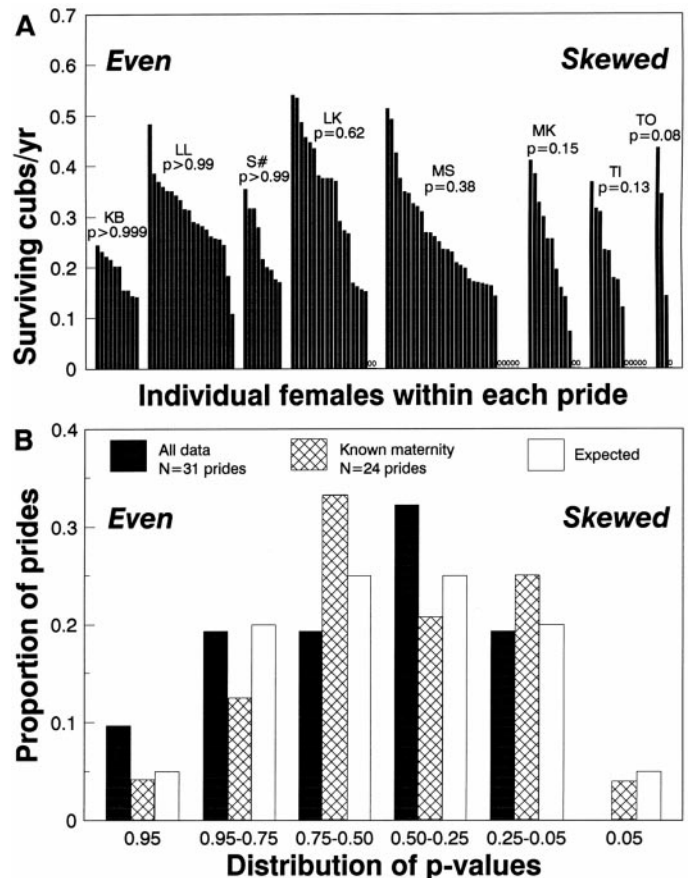 A
0.7
0.6
0.5
0.4
0.3
0.2
0.1
0
Surviving cubs/yr
Even
Skewed
KB
p>0.999
LL
p>0.99
S#
p>0.99
LK
p=0.62
MS
p=0.38
MK
p=0.15
TI
p=0.13
TO
p=0.08
oo
ooooo
oo
ooooo
o
Individual females within each pride
B
0.4
0.3
0.2
0.1
0
Proportion of prides
All data
N=31 prides
Known maternity
N=24 prides
Expected
Even
Skewed
0.95 0.95-0.75 0.75-0.50 0.50-0.25 0.25-0.05 0.05
Distribution of p-values